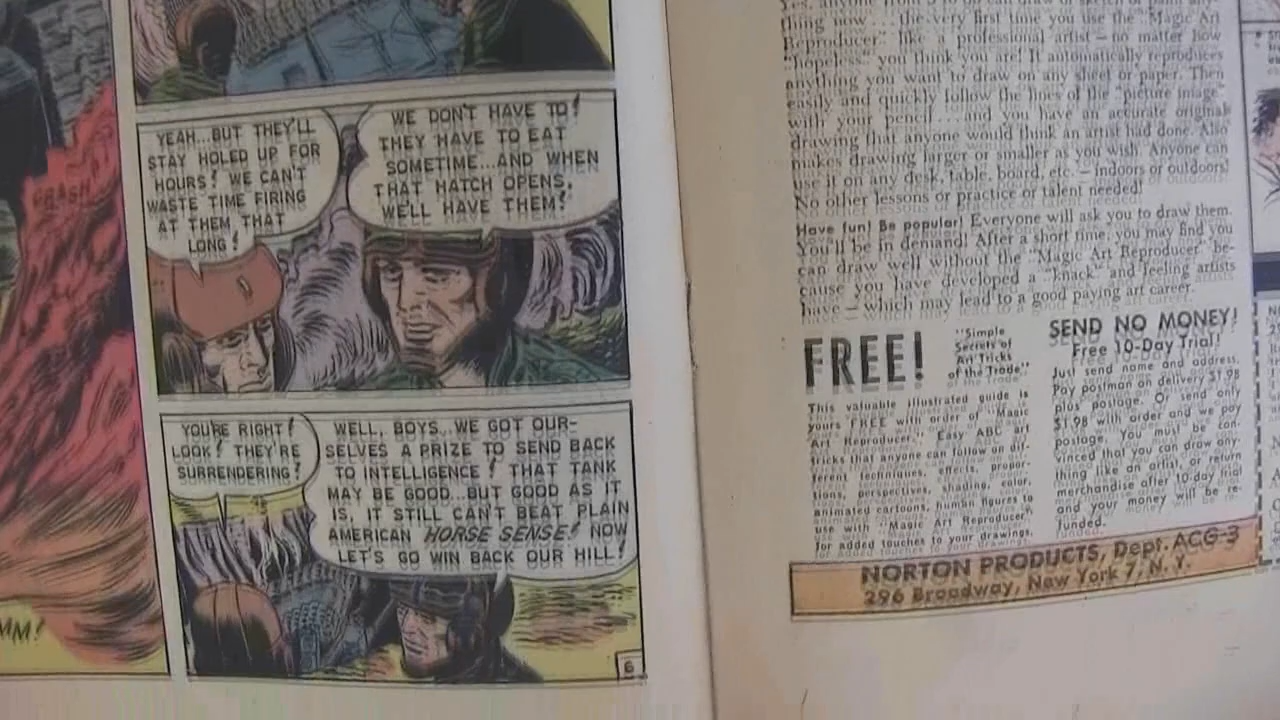 CRASH
MM!
YEAH...BUT THEY'LL
STAY HOLED UP FOR
HOURS! WE CAN'T
WASTE TIME FIRING
AT THEM THAT
LONG!
WE DON'T HAVE TO!
THEY HAVE TO EAT
SOMETIME...AND WHEN
THAT HATCH OPENS,
WE'LL HAVE THEM!
YOU'RE RIGHT!
LOOK! THEY'RE
SURRENDERING!
WELL, BOYS...WE GOT OUR-
SELVES A PRIZE TO SEND BACK
TO INTELLIGENCE! THAT TANK
MAY BE GOOD...BUT GOOD AS IT
IS, IT STILL CAN'T BEAT PLAIN
AMERICAN HORSE SENSE! NOW
LET'S GO WIN BACK OUR HILL!
6
thing now... the very first time you use the "Magic Art
Reproducer" like a professional artist — no matter how
"hopeless" you think you are! It automatically reproduces
anything you want to draw on any sheet or paper. Then
easily and quickly follow the lines of the "picture image"
with your pencil.... and you have an accurate original
drawing that anyone would think an artist had done. Also
makes drawing larger or smaller as you wish. Anyone can
use it on any desk, table, board, etc. — indoors or outdoors!
No other lessons or practice or talent needed!
Have fun! Be popular! Everyone will ask you to draw them.
You'll be in demand! After a short time, you may find you
can draw well without the "Magic Art Reproducer" be-
cause you have developed a "knack" and feeling artists
have — which may lead to a good paying art career.
FREE!
"Simple
Secrets of
Art Tricks
of the Trade"
This valuable illustrated guide is
yours FREE with order of "Magic
Art Reproducer." Easy ABC art
tricks that anyone can follow on dif-
ferent techniques, effects, propor-
tions, perspectives, shading, color,
animated cartoons, human figures to
use with "Magic Art Reproducer"
for added touches to your drawings.
SEND NO MONEY!
Free 10-Day Trial!
Just send name and address.
Pay postman on delivery $1.98
plus postage. Or send only
$1.98 with order and we pay
postage. You must be con-
vinced that you can draw any-
thing like an artist, or return
merchandise after 10-day trial
and your money will be re-
funded.
NORTON PRODUCTS, Dept. ACG-3
296 Broadway, New York 7, N. Y.